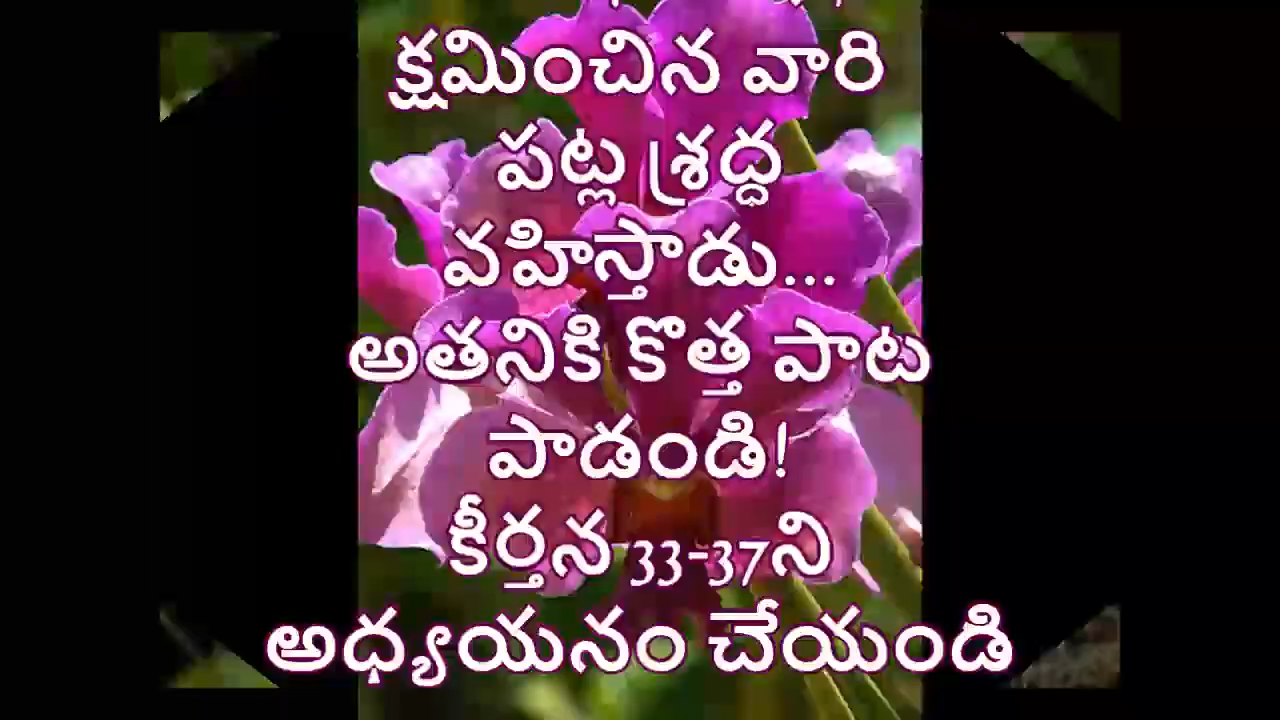 క్షమించిన వారి
పట్ల శ్రద్ధ
వహిస్తాడు...
అతనికి కొత్త పాట
పాడండి!
కీర్తన 33-37ని
అధ్యయనం చేయండి